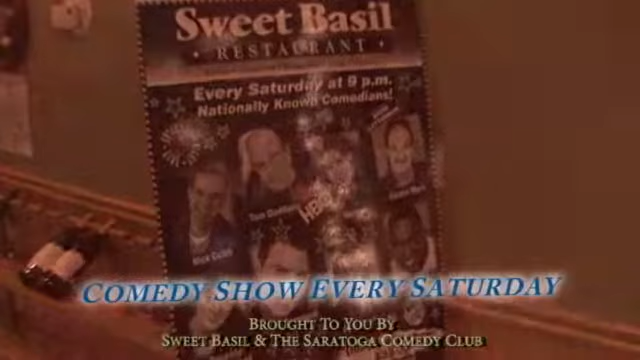 Sweet Basil
• RESTAURANT •
Every Saturday at 9 p.m.
Nationally Known Comedians!
HBO
COMEDY SHOW EVERY SATURDAY
BROUGHT TO YOU BY
SWEET BASIL & THE SARATOGA COMEDY CLUB